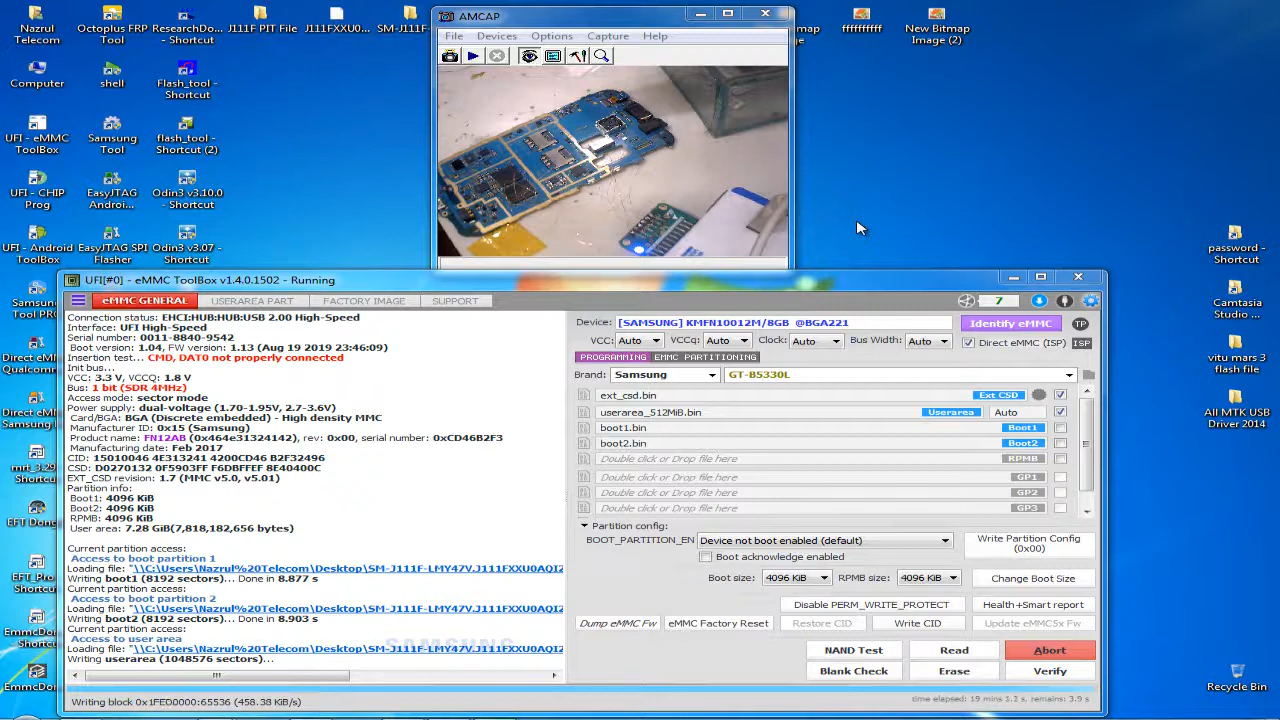 Nazrul
Telecom
Octoplus FRP
Tool
ResearchDo...
- Shortcut
J111F PIT File
J111FXXU0...
SM-J111F-
ffffffffff
New Bitmap
Image (2)
Computer
shell
Flash_tool -
Shortcut
UFI - eMMC
ToolBox
Samsung
Tool
flash_tool -
Shortcut (2)
UFI - CHIP
Prog
EasyJTAG
Androi...
Odin3 v3.10.0
- Shortcut
UFI - Android
ToolBox
EasyJTAG SPI
Flasher
Odin3 v3.07 -
Shortcut
password -
Shortcut
Camtasia
Studio ...
vitu mars 3
flash file
All MTK USB
Driver 2014
Recycle Bin
AMCAP
File Devices Options Capture Help
UFI[#0] - eMMC ToolBox v1.4.0.1502 - Running
eMMC GENERAL USERAREA PART FACTORY IMAGE SUPPORT 7
Connection status: EHCI:HUB:HUB:USB 2.00 High-Speed
Interface: UFI High-Speed
Serial number: 0011-8840-9542
Boot version: 1.04, FW version: 1.13 (Aug 19 2019 23:46:09)
Insertion test... CMD, DAT0 not properly connected
Init bus...
VCC: 3.3 V, VCCQ: 1.8 V
Bus: 1 bit (SDR 4MHz)
Access mode: sector mode
Power supply: dual-voltage (1.70-1.95V, 2.7-3.6V)
Card/BGA: BGA (Discrete embedded) - High density MMC
Manufacturer ID: 0x15 (Samsung)
Product name: FN12AB (0x464e31324142), rev: 0x00, serial number: 0xCD46B2F3
Manufacturing date: Feb 2017
CID: 15010046 4E313241 4200CD46 B2F32496
CSD: D0270132 0F5903FF F6DBFFEF 8E40400C
EXT_CSD revision: 1.7 (MMC v5.0, v5.01)
Partition info:
Boot1: 4096 KiB
Boot2: 4096 KiB
RPMB: 4096 KiB
User area: 7.28 GiB(7,818,182,656 bytes)
Current partition access:
Access to boot partition 1
Loading file: "\\C:\Users\Nazrul%20Telecom\Desktop\SM-J111F-LMY47V.J111FXXU0AQI2
Writing boot1 (8192 sectors)... Done in 8.877 s
Current partition access:
Access to boot partition 2
Loading file: "\\C:\Users\Nazrul%20Telecom\Desktop\SM-J111F-LMY47V.J111FXXU0AQI2
Writing boot2 (8192 sectors)... Done in 8.903 s
Current partition access:
Access to user area
Loading file: "\\C:\Users\Nazrul%20Telecom\Desktop\SM-J111F-LMY47V.J111FXXU0AQI2
Writing userarea (1048576 sectors)...
SAMSUNG
Device: [SAMSUNG] KMFN10012M/8GB @BGA221 Identify eMMC TP
VCC: Auto VCCq: Auto Clock: Auto Bus Width: Auto Direct eMMC (ISP) ISP
PROGRAMMING EMMC PARTITIONING
Brand: Samsung GT-B5330L
ext_csd.bin Ext CSD
userarea_512MiB.bin Userarea Auto
boot1.bin Boot1
boot2.bin Boot2
Double click or Drop file here RPMB
Double click or Drop file here GP1
Double click or Drop file here GP2
Double click or Drop file here GP3
Partition config:
BOOT_PARTITION_EN Device not boot enabled (default) Write Partition Config
(0x00)
Boot acknowledge enabled
Boot size: 4096 KiB RPMB size: 4096 KiB Change Boot Size
Disable PERM_WRITE_PROTECT Health+Smart report
Dump eMMC Fw eMMC Factory Reset Restore CID Write CID Update eMMC5x Fw
NAND Test Read Abort
Blank Check Erase Verify
Writing block 0x1FE00000:65536 (458.38 KiB/s)
time elapsed: 19 mins 1.2 s, remains: 3.9 s